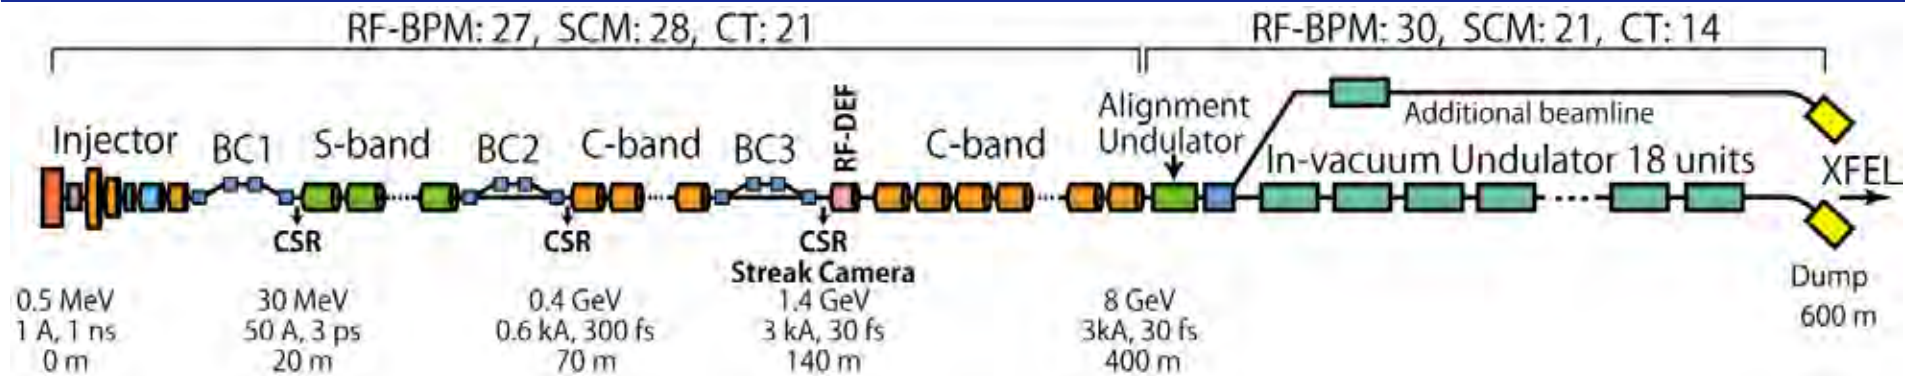 RF-BPM: 27, SCM: 28, CT: 21
RF-BPM: 30, SCM: 21, CT: 14
Injector
BC1
S-band
BC2
C-band
BC3
RF-DEF
C-band
Alignment
Undulator
Additional beamline
In-vacuum Undulator 18 units
XFEL
CSR
CSR
CSR
Streak Camera
Dump
600 m
0.5 MeV
1 A, 1 ns
0 m
30 MeV
50 A, 3 ps
20 m
0.4 GeV
0.6 kA, 300 fs
70 m
1.4 GeV
3 kA, 30 fs
140 m
8 GeV
3kA, 30 fs
400 m